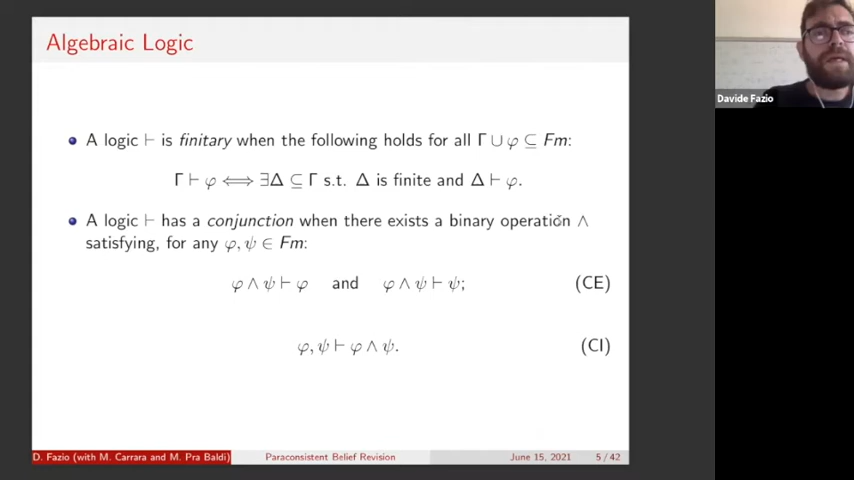 Algebraic Logic
A logic ⊢ is finitary when the following holds for all Γ ∪ φ ⊆ Fm:
Γ ⊢ φ ⟺ ∃Δ ⊆ Γ s.t. Δ is finite and Δ ⊢ φ.
A logic ⊢ has a conjunction when there exists a binary operation ∧
satisfying, for any φ, ψ ∈ Fm:
φ ∧ ψ ⊢ φ and φ ∧ ψ ⊢ ψ; (CE)
φ, ψ ⊢ φ ∧ ψ. (CI)
D. Fazio (with M. Carrara and M. Pra Baldi) Paraconsistent Belief Revision June 15, 2021 5 / 42
Davide Fazio